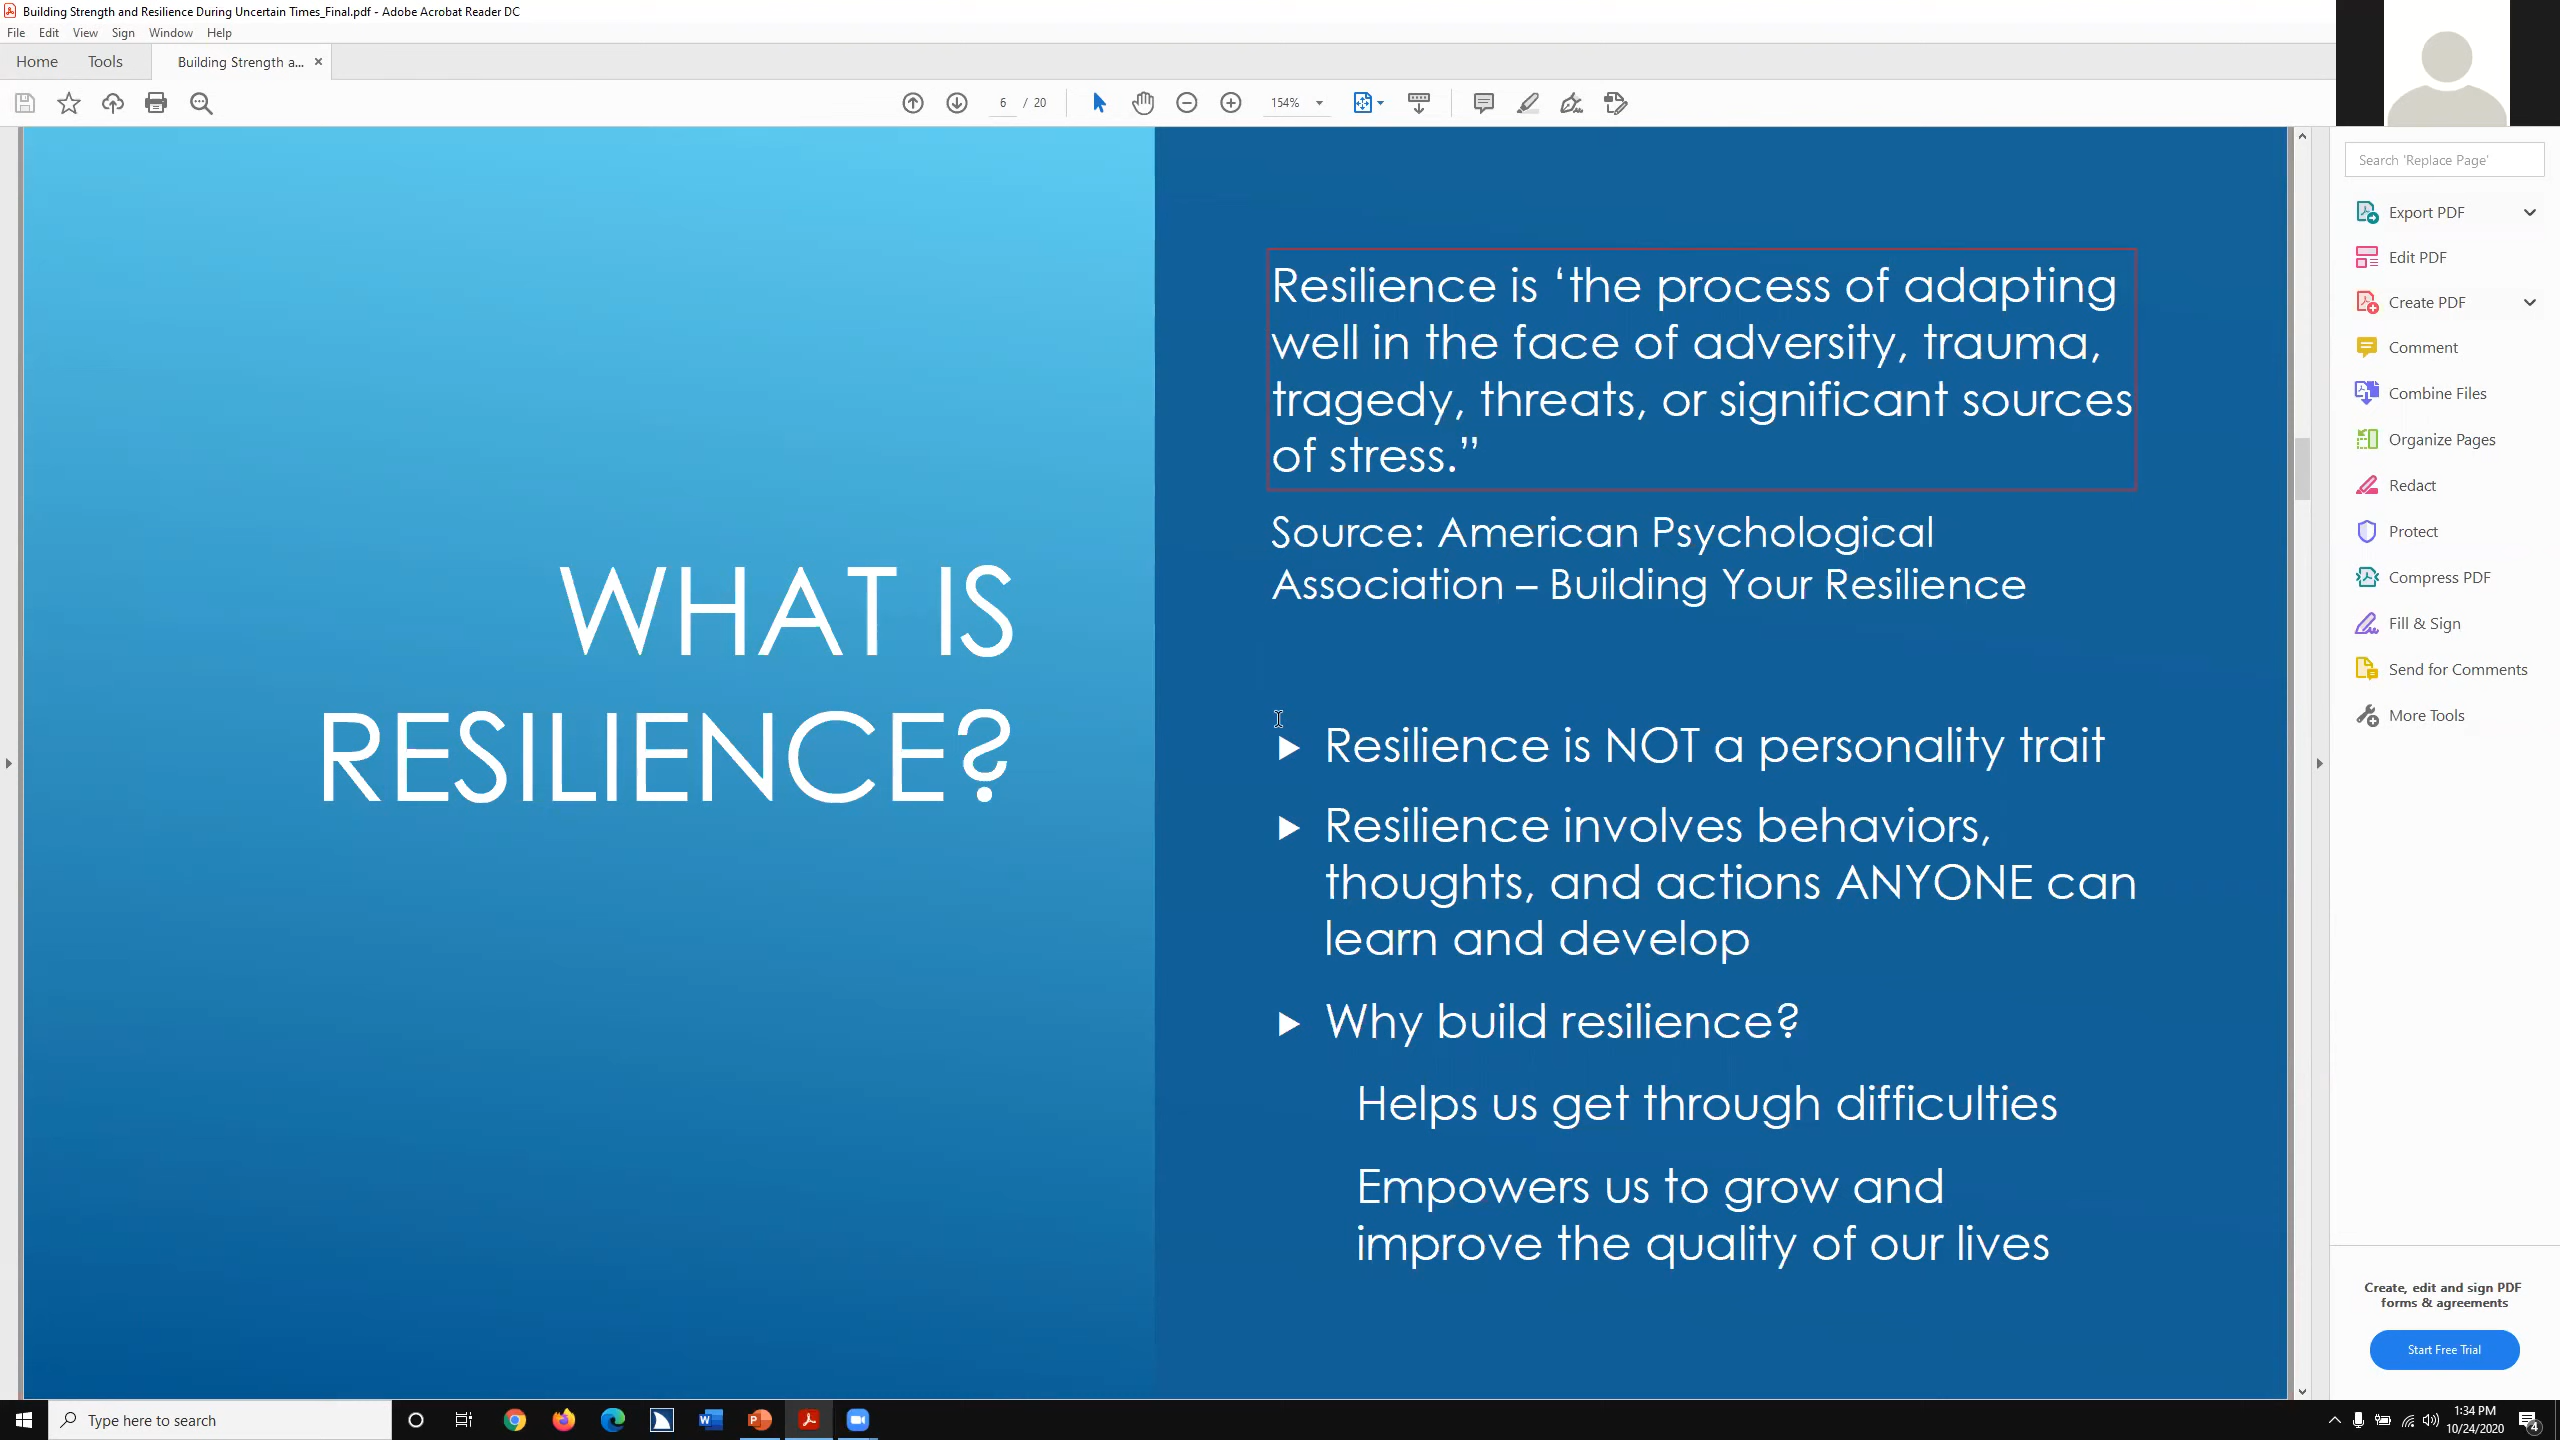 Building Strength and Resilience During Uncertain Times_Final.pdf - Adobe Acrobat Reader DC
File Edit View Sign Window Help
Home Tools Building Strength a... ×
6 / 20 154%
Search 'Replace Page'
Export PDF
Edit PDF
Create PDF
Comment
Combine Files
Organize Pages
Redact
Protect
Compress PDF
Fill & Sign
Send for Comments
More Tools
Create, edit and sign PDF
forms & agreements
Start Free Trial
WHAT IS
RESILIENCE?
Resilience is ‘the process of adapting
well in the face of adversity, trauma,
tragedy, threats, or significant sources
of stress.”
Source: American Psychological
Association – Building Your Resilience
Resilience is NOT a personality trait
Resilience involves behaviors,
thoughts, and actions ANYONE can
learn and develop
Why build resilience?
Helps us get through difficulties
Empowers us to grow and
improve the quality of our lives
Type here to search
1:34 PM
10/24/2020
4